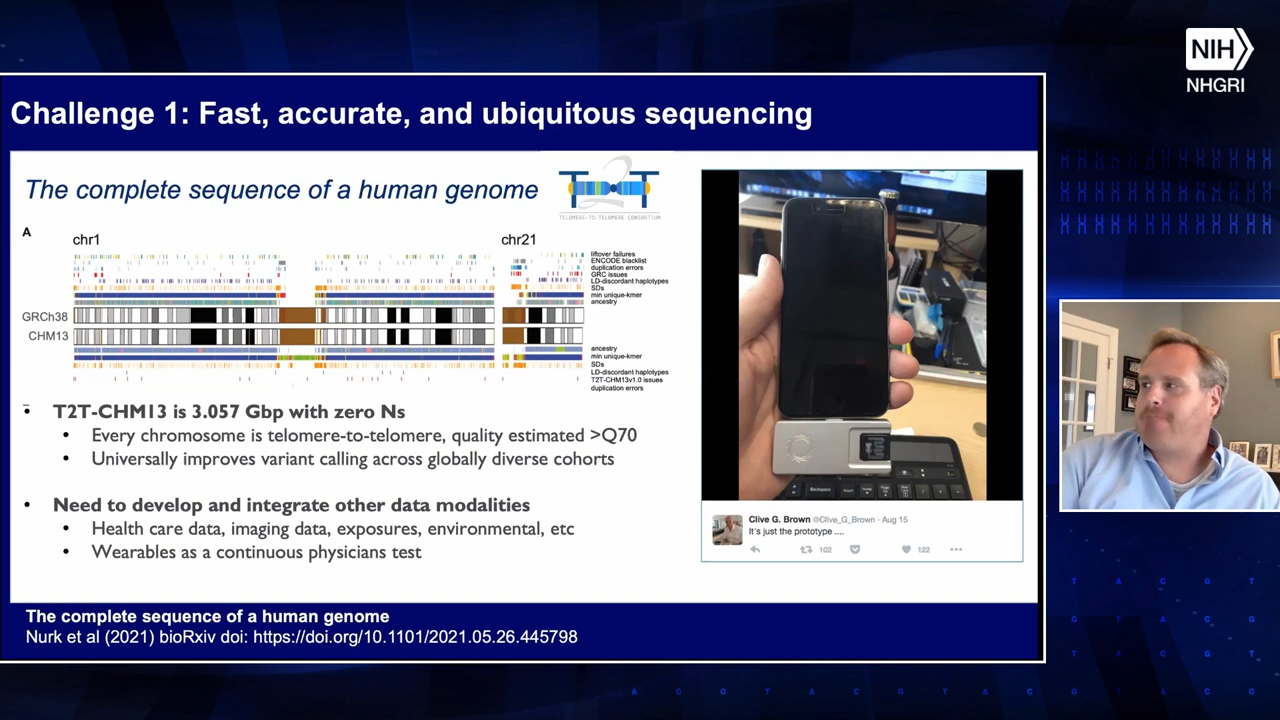 NIH
NHGRI
Challenge 1: Fast, accurate, and ubiquitous sequencing
The complete sequence of a human genome
T2T
TELOMERE-TO-TELOMERE CONSORTIUM
A
chr1
chr21
liftover failures
ENCODE blacklist
duplication errors
GRC issues
LD-discordant haplotypes
SDs
min unique-kmer
ancestry
GRCh38
CHM13
ancestry
min unique-kmer
SDs
LD-discordant haplotypes
T2T-CHM13v1.0 issues
duplication errors
• T2T-CHM13 is 3.057 Gbp with zero Ns
• Every chromosome is telomere-to-telomere, quality estimated >Q70
• Universally improves variant calling across globally diverse cohorts
• Need to develop and integrate other data modalities
• Health care data, imaging data, exposures, environmental, etc
• Wearables as a continuous physicians test
Backspace
Clive G. Brown @Clive_G_Brown · Aug 15
It's just the prototype ....
102
122
The complete sequence of a human genome
Nurk et al (2021) bioRxiv doi: https://doi.org/10.1101/2021.05.26.445798
T A C G T
G T A C G
T A C G T
A C G T A C G T A C G T A C G